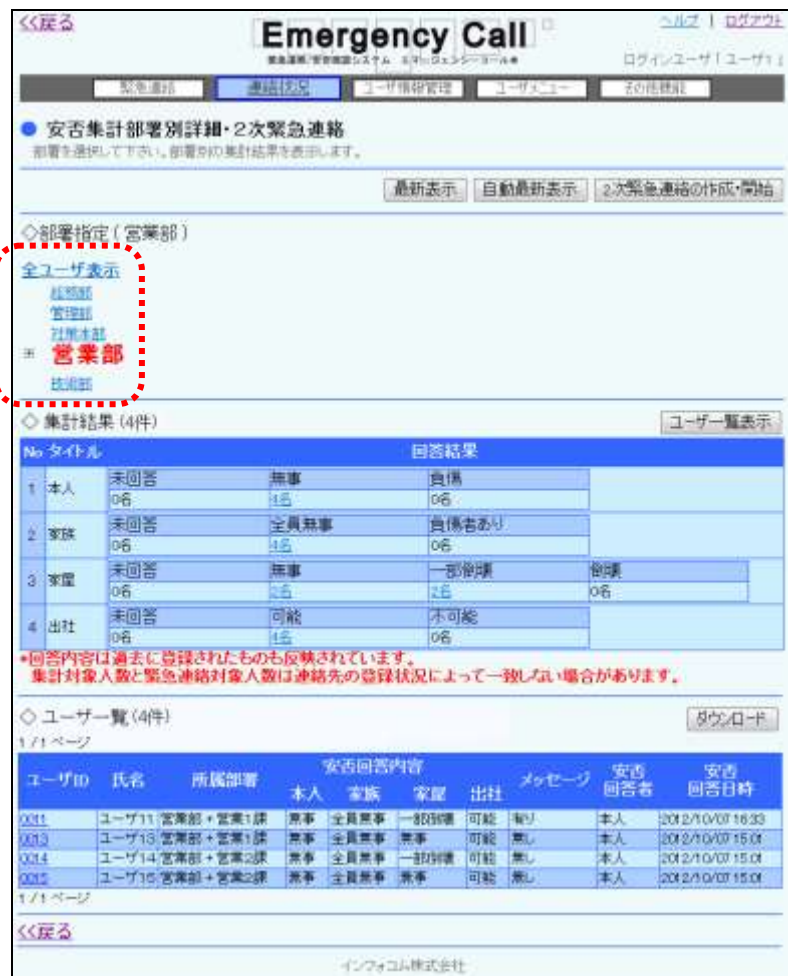 <<戻る
Emergency Call
ヘルプ | ログアウト
緊急連絡/安否確認システム エマージェンシーコール®
ログインユーザ[ユーザ1]
緊急連絡 連絡状況 ユーザ情報管理 ユーザメニュー その他機能
● 安否集計部署別詳細・2次緊急連絡
部署を選択して下さい。部署別の集計結果を表示します。
最新表示 自動最新表示 2次緊急連絡の作成・開始
◇部署指定 ( 営業部 )
全ユーザ表示
総務部
管理部
対策本部
営業部
技術部
◇ 集計結果 (4件) ユーザ一覧表示
No タイトル 回答結果
1 本人 未回答 無事 負傷
0名 4名 0名
2 家族 未回答 全員無事 負傷者あり
0名 4名 0名
3 家屋 未回答 無事 一部倒壊 倒壊
0名 2名 2名 0名
4 出社 未回答 可能 不可能
0名 4名 0名
*回答内容は過去に登録されたものも反映されています。
集計対象人数と緊急連絡対象人数は連絡先の登録状況によって一致しない場合があります。
◇ ユーザ一覧 (4件) ダウンロード
1 / 1 ページ
ユーザID 氏名 所属部署 安否回答内容 メッセージ 安否回答者 安否回答日時
本人 家族 家屋 出社
0011 ユーザ11 営業部+営業1課 無事 全員無事 一部倒壊 可能 有り 本人 2012/10/07 16:33
0013 ユーザ13 営業部+営業1課 無事 全員無事 無事 可能 無し 本人 2012/10/07 15:01
0014 ユーザ14 営業部+営業2課 無事 全員無事 一部倒壊 可能 無し 本人 2012/10/07 15:01
0015 ユーザ15 営業部+営業2課 無事 全員無事 無事 可能 無し 本人 2012/10/07 15:01
1 / 1 ページ
<<戻る
インフォコム株式会社